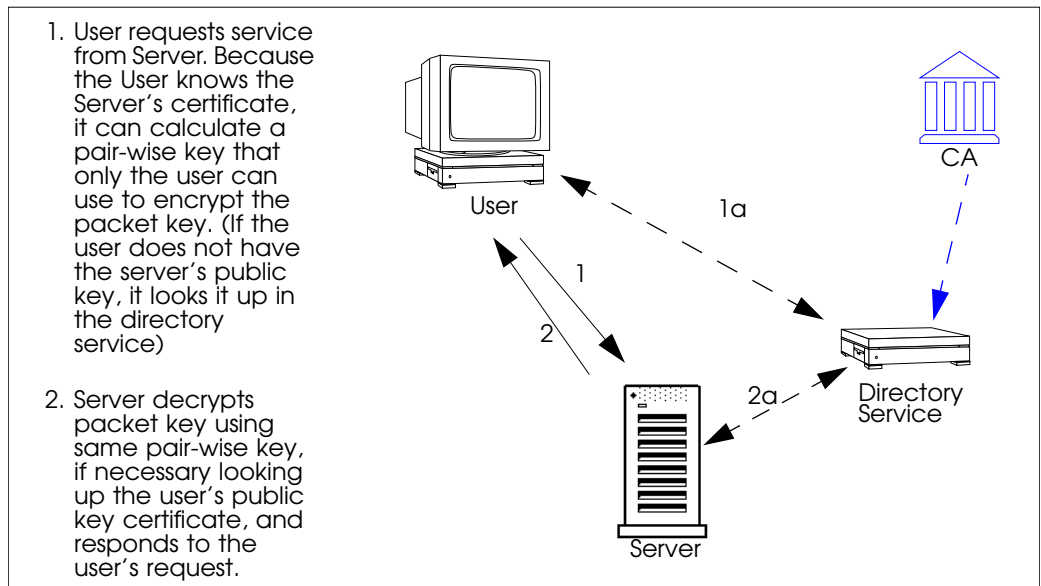 1. User requests service
from Server. Because
the User knows the
Server's certificate,
it can calculate a
pair-wise key that
only the user can
use to encrypt the
packet key. (If the
user does not have
the server's public
key, it looks it up in
the directory
service)
2. Server decrypts
packet key using
same pair-wise key,
if necessary looking
up the user's public
key certificate, and
responds to the
user's request.
User
CA
1a
1
2
2a
Directory
Service
Server